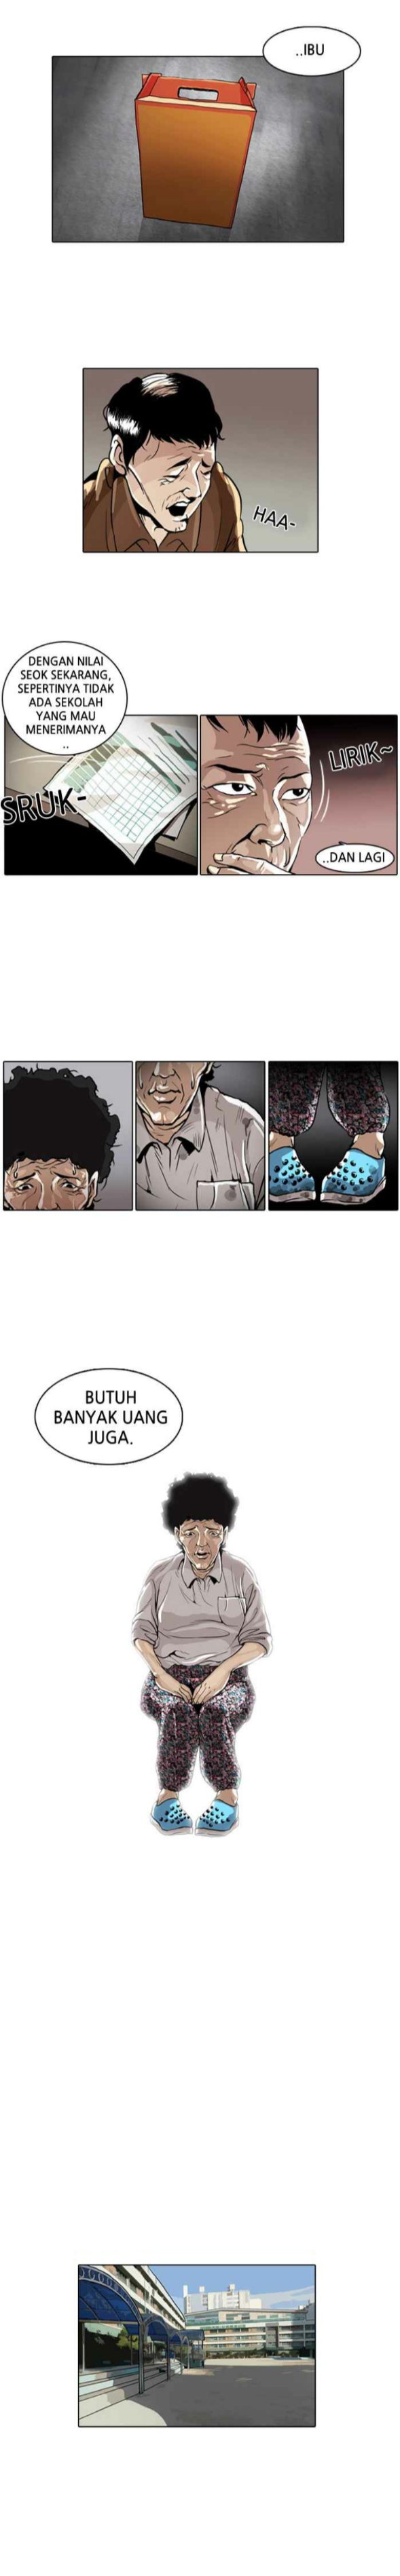 ..IBU
HAA-
DENGAN NILAI
SEOK SEKARANG,
SEPERTINYA TIDAK
ADA SEKOLAH
YANG MAU
MENERIMANYA
..
SRUK-
LIRIK~
..DAN LAGI
BUTUH
BANYAK UANG
JUGA.